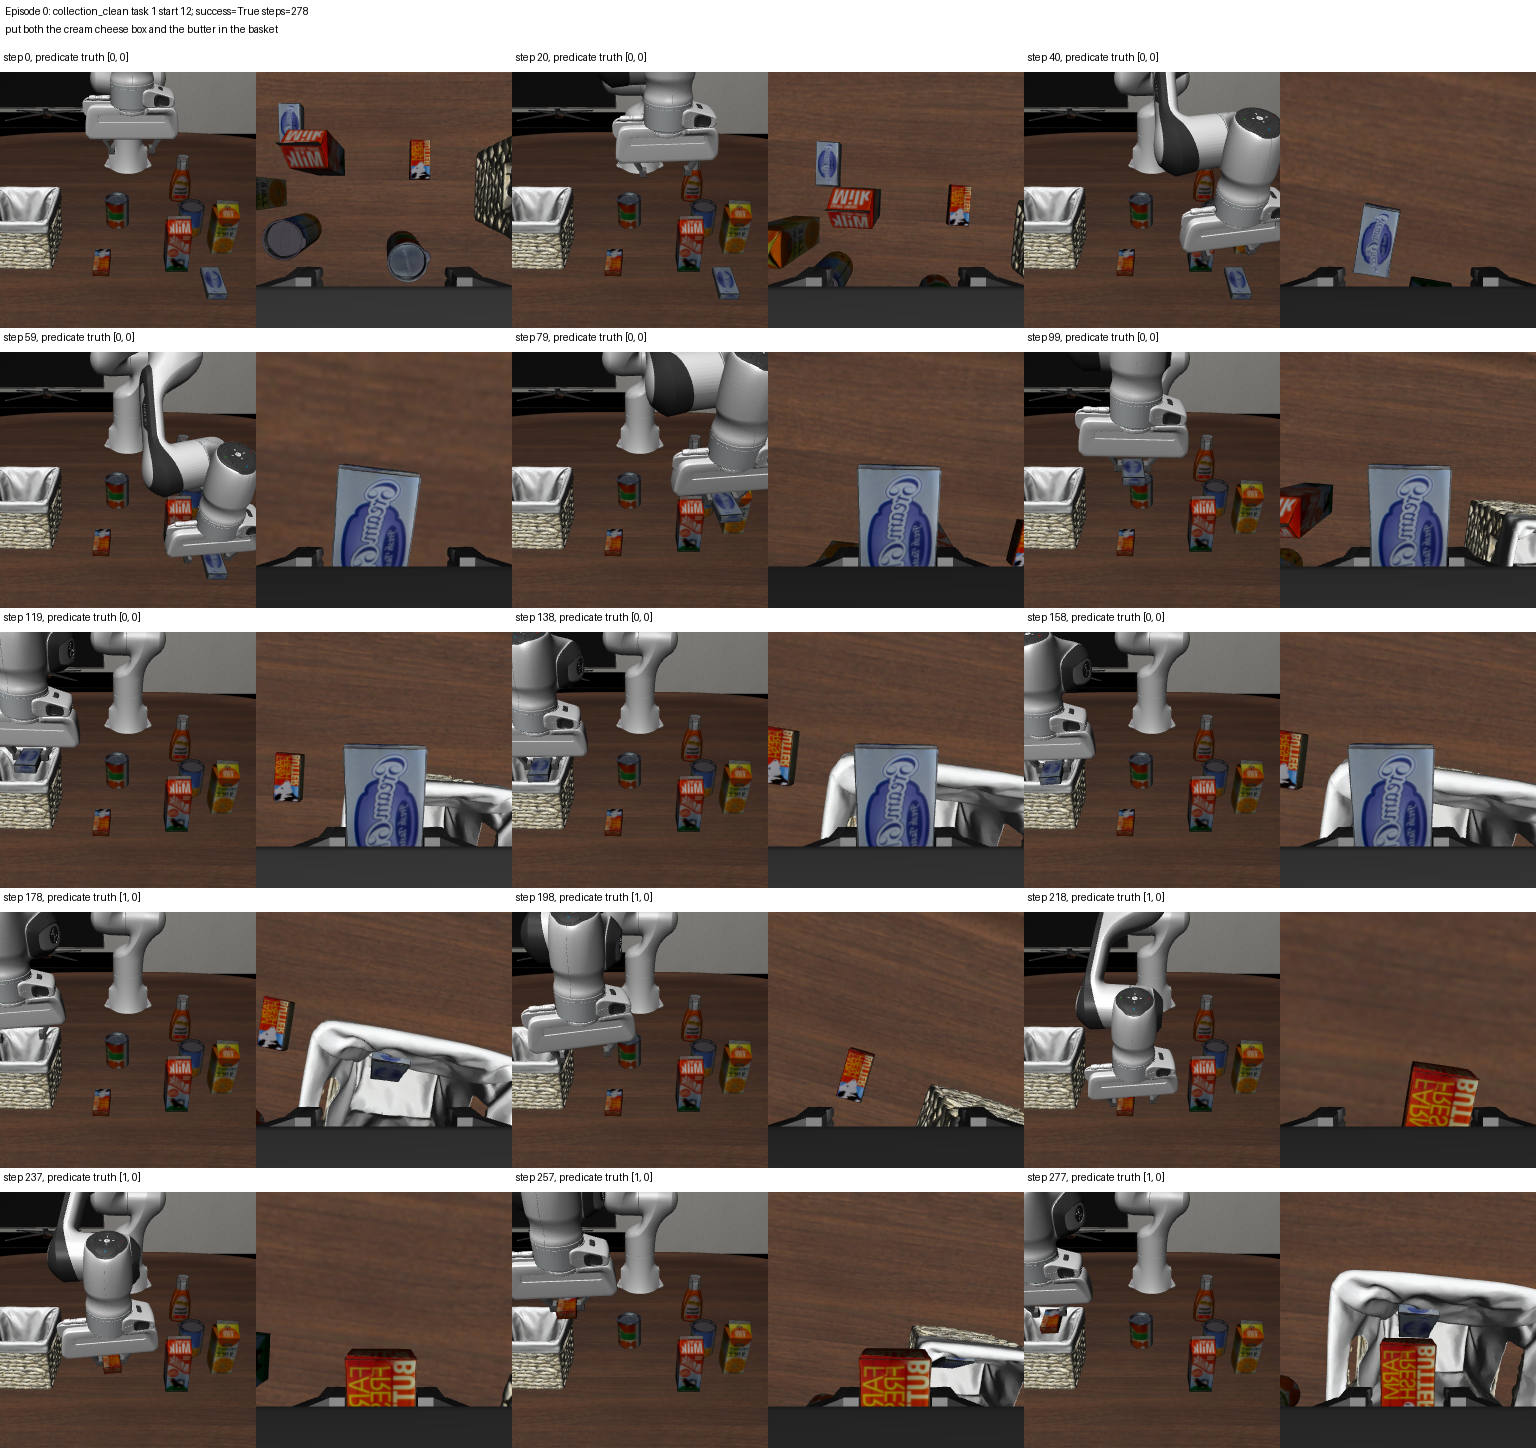 Episode 0: collection_clean task 1 start 12; success=True steps=278
put both the cream cheese box and the butter in the basket
step 0, predicate truth [0, 0]
step 20, predicate truth [0, 0]
step 40, predicate truth [0, 0]
step 59, predicate truth [0, 0]
step 79, predicate truth [0, 0]
step 99, predicate truth [0, 0]
step 119, predicate truth [0, 0]
step 138, predicate truth [0, 0]
step 158, predicate truth [0, 0]
step 178, predicate truth [1, 0]
step 198, predicate truth [1, 0]
step 218, predicate truth [1, 0]
step 237, predicate truth [1, 0]
step 257, predicate truth [1, 0]
step 277, predicate truth [1, 0]